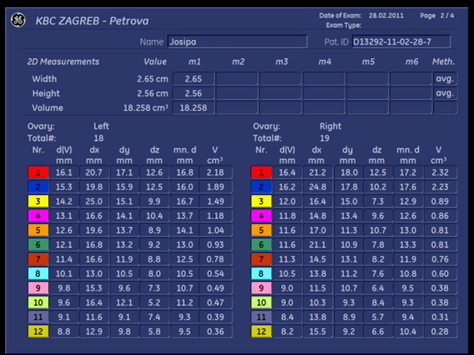 KBC ZAGREB - Petrova
Date of Exam: 28.02.2011 Page 2 / 4
Exam Type:
Name Josipa Pat. ID D13292-11-02-28-7
2D Measurements Value m1 m2 m3 m4 m5 m6 Meth.
Width 2.65 cm 2.65 avg.
Height 2.56 cm 2.56 avg.
Volume 18.258 cm³ 18.258
Ovary: Left
Total#: 18
Nr. d(V) dx dy dz mn. d V
mm mm mm mm mm cm³
1 16.1 20.7 17.1 12.6 16.8 2.18
2 15.3 19.8 15.9 12.5 16.0 1.89
3 14.2 25.0 15.1 9.9 16.7 1.49
4 13.1 16.6 14.1 10.4 13.7 1.18
5 12.6 19.6 13.7 8.9 14.1 1.04
6 12.1 16.8 13.2 9.2 13.0 0.93
7 11.4 16.6 11.9 8.8 12.5 0.78
8 10.1 13.0 10.5 8.0 10.5 0.54
9 9.8 15.3 9.6 7.3 10.7 0.49
10 9.6 16.4 12.1 5.2 11.2 0.47
11 9.1 11.6 9.1 7.4 9.3 0.39
12 8.8 12.9 9.8 5.8 9.5 0.36
Ovary: Right
Total#: 19
Nr. d(V) dx dy dz mn. d V
mm mm mm mm mm cm³
1 16.4 21.2 18.0 12.5 17.2 2.32
2 16.2 24.8 17.8 10.2 17.6 2.23
3 12.0 16.4 15.0 7.3 12.9 0.89
4 11.8 14.8 13.4 9.6 12.6 0.86
5 11.6 17.0 11.3 10.7 13.0 0.81
6 11.6 21.1 10.9 7.8 13.3 0.81
7 11.3 14.5 13.1 8.2 11.9 0.76
8 10.5 13.8 11.2 7.6 10.8 0.60
9 9.0 11.5 10.7 6.4 9.5 0.38
10 9.0 10.3 9.3 8.4 9.3 0.38
11 8.4 13.8 8.9 5.7 9.4 0.31
12 8.2 15.5 9.2 6.6 10.4 0.28